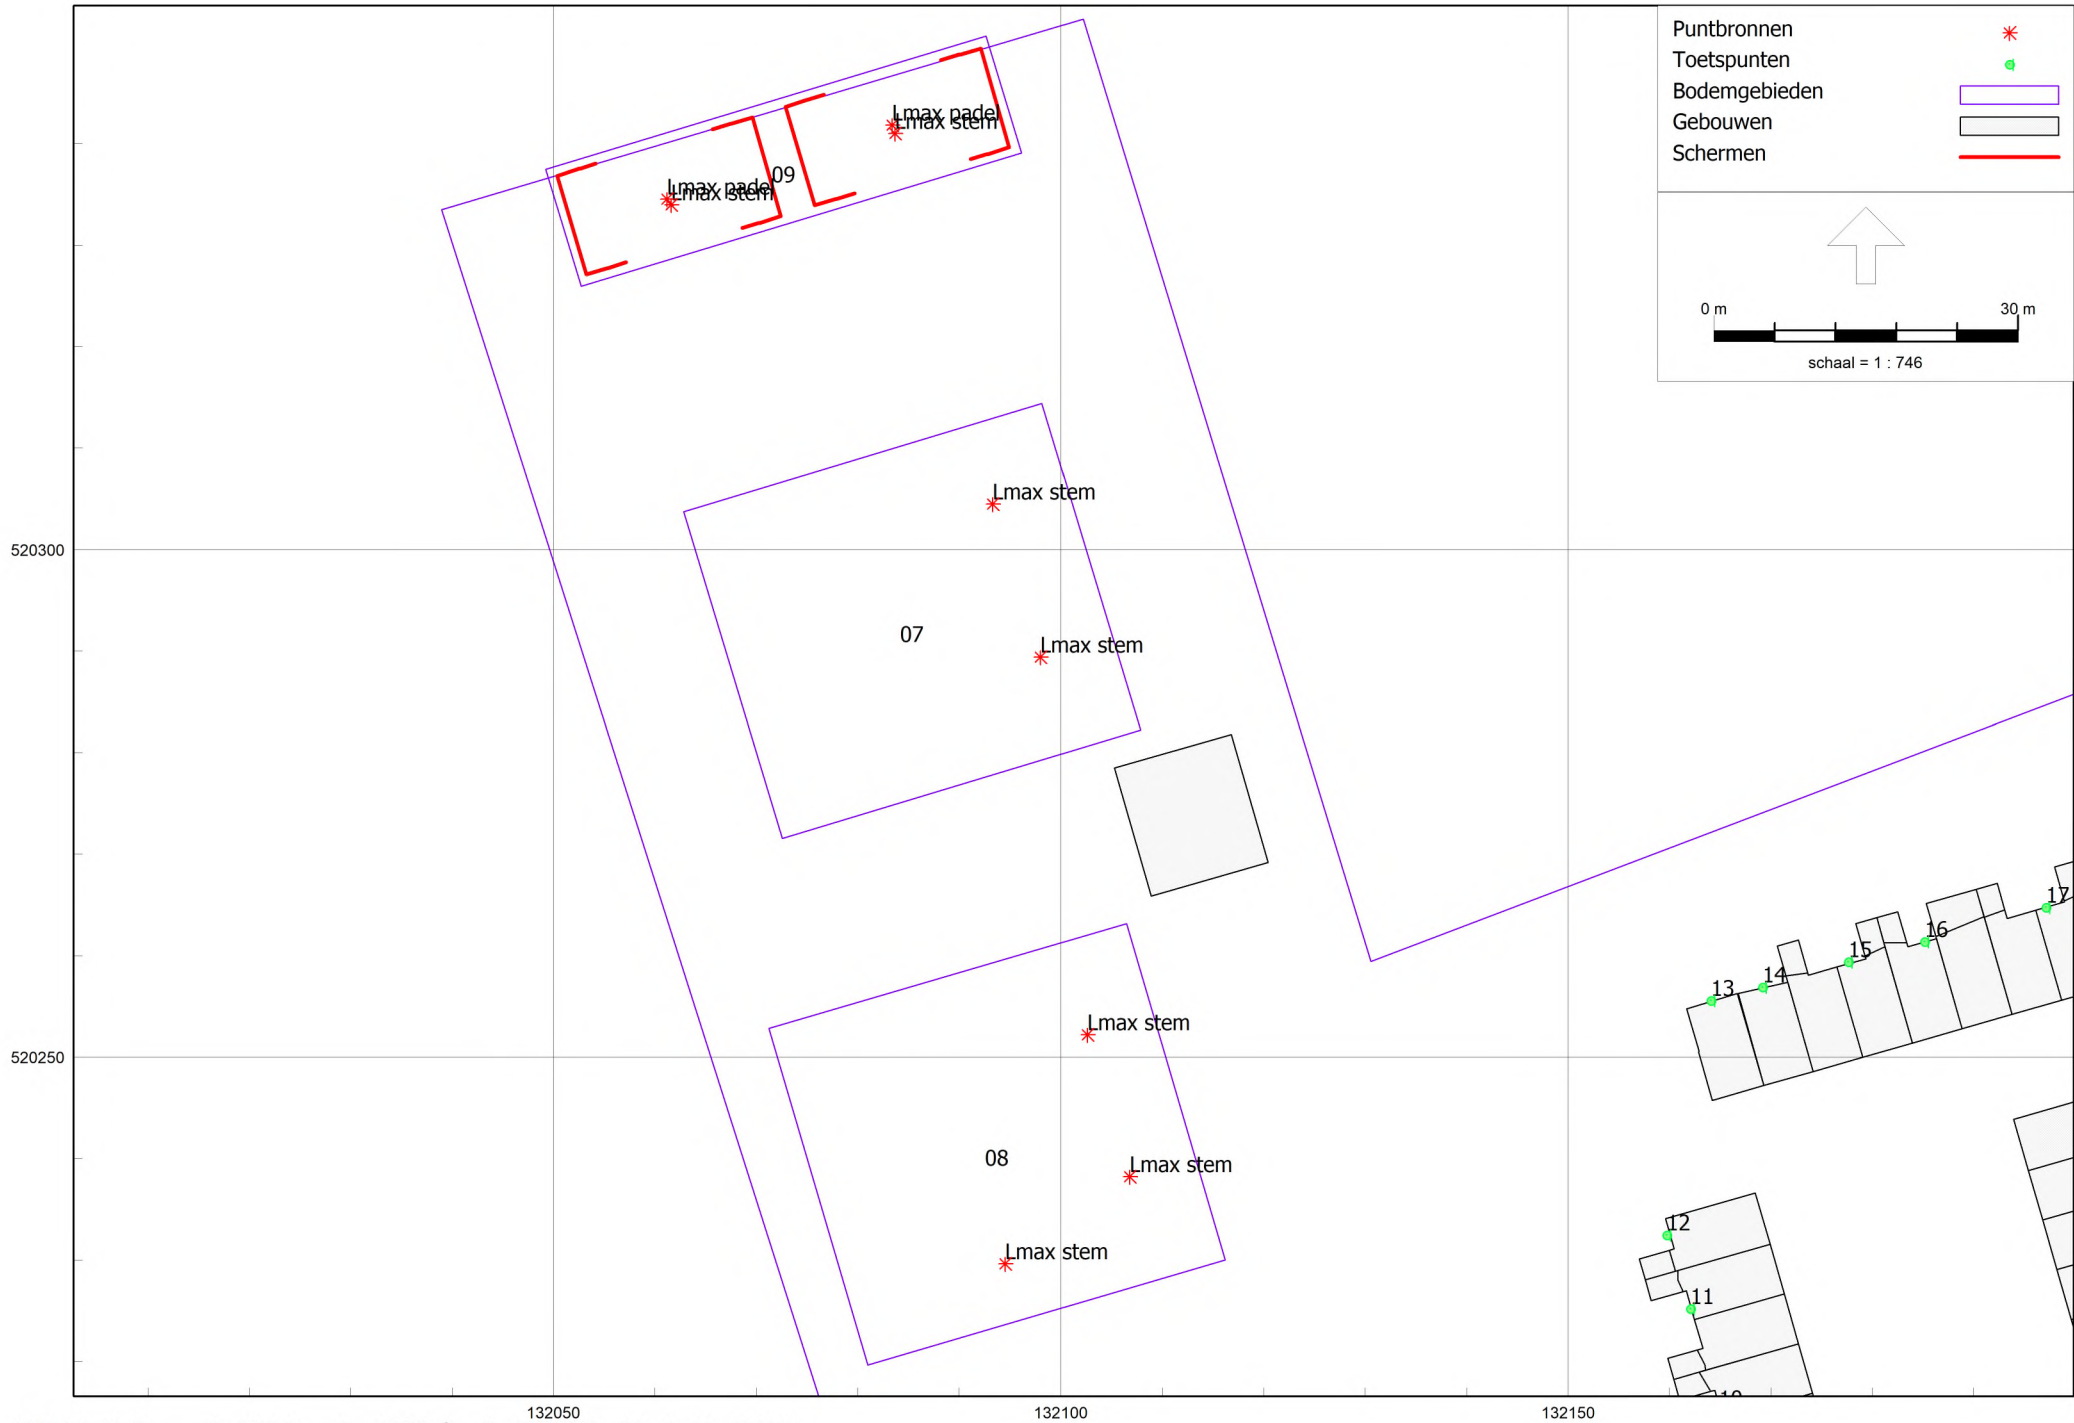 Puntbronnen
Toetspunten
Bodemgebieden
Gebouwen
Schermen
0 m
30 m
schaal = 1 : 746
Lmax padel
Lmax stem
09
Lmax padel
Lmax stem
Lmax stem
520300
07
Lmax stem
17
16
15
14
13
Lmax stem
520250
08
Lmax stem
12
Lmax stem
11
132050
132100
132150